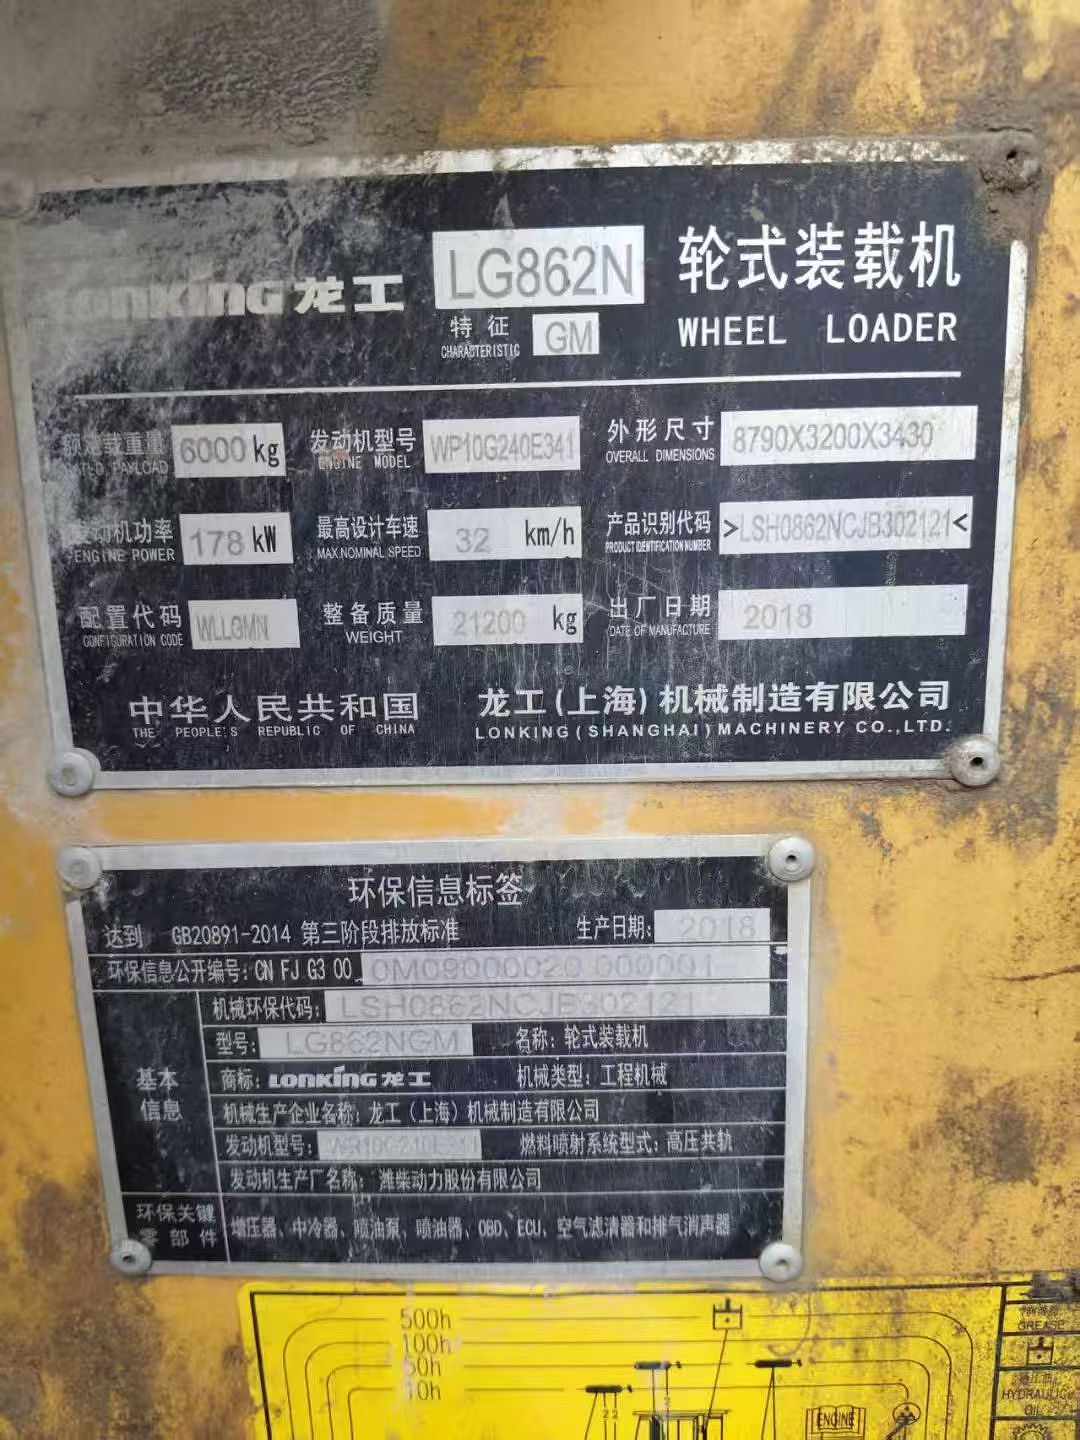 LONKING 龙工 LG862N 轮式装载机
特征 CHARACTERISTIC GM WHEEL LOADER
额定载重量 RATED PAYLOAD 6000 kg 发动机型号 ENGINE MODEL WP10G240E341 外形尺寸 OVERALL DIMENSIONS 8790X3200X3430
发动机功率 ENGINE POWER 178 kW 最高设计车速 MAX.NOMINAL SPEED 32 km/h 产品识别代码 PRODUCT IDENTIFICATION NUMBER >LSH0862NCJB302121<
配置代码 CONFIGURATION CODE WLLGMN 整备质量 WEIGHT 21200 kg 出厂日期 DATE OF MANUFACTURE 2018
中华人民共和国 龙工(上海)机械制造有限公司
THE PEOPLE'S REPUBLIC OF CHINA LONKING(SHANGHAI)MACHINERY CO.,LTD.
环保信息标签
达到 GB20891-2014 第三阶段排放标准 生产日期: 2018
环保信息公开编号: CN FJ G3 00 0M09000020 000001
机械环保代码: LSH0862NCJB302121
型号: LG862NGM 名称: 轮式装载机
基本信息 商标: LONKING 龙工 机械类型: 工程机械
机械生产企业名称: 龙工(上海)机械制造有限公司
发动机型号: 燃料喷射系统型式: 高压共轨
发动机生产厂名称: 潍柴动力股份有限公司
环保关键零部件 增压器、中冷器、喷油泵、喷油器、OBD、ECU、空气滤清器和排气消声器
500h
100h
50h
10h
GREASE
HYDRAULIC OIL
ENGINE